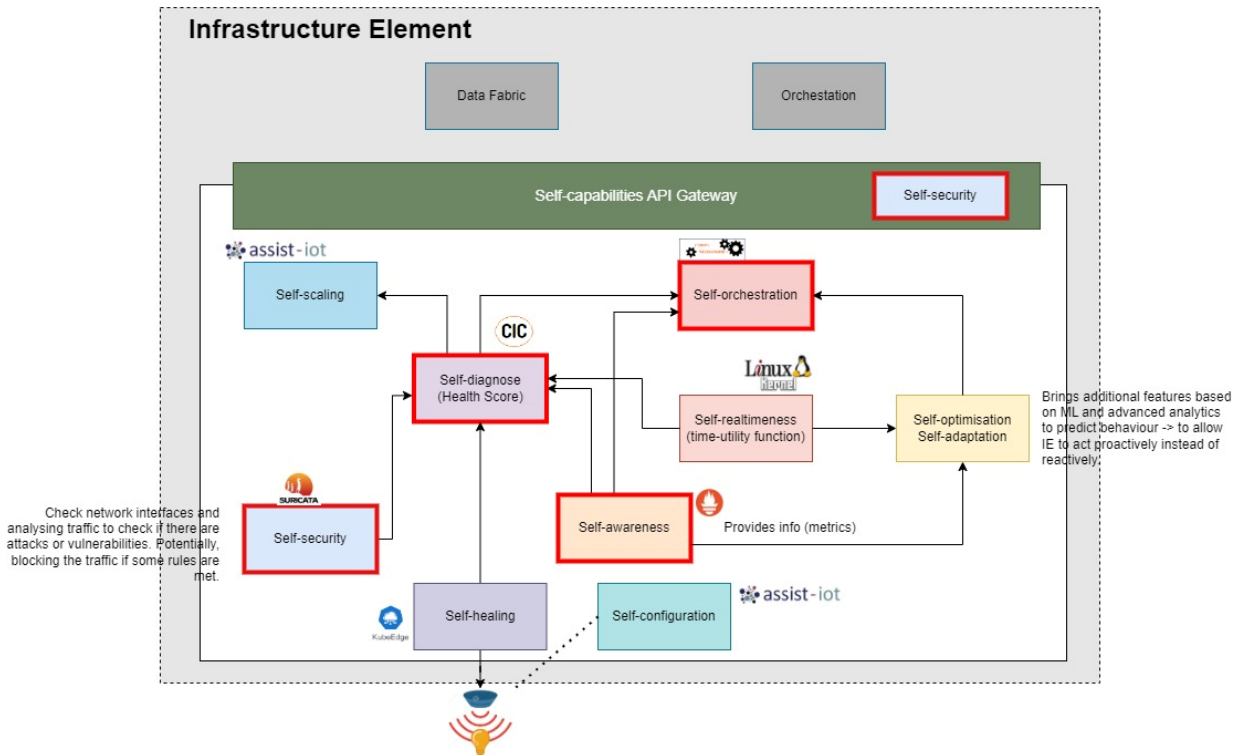 Infrastructure Element
Data Fabric
Orchestation
Self-capabilities API Gateway
Self-security
assist-iot
Self-scaling
Self-orchestration
CIC
Self-diagnose
(Health Score)
Linux
Kernel
Self-realtimeness
(time-utility function)
Self-optimisation
Self-adaptation
Brings additional features based
on ML and advanced analytics
to predict behaviour -> to allow
IE to act proactively instead of
reactively.
SURICATA
Check network interfaces and
analysing traffic to check if there are
attacks or vulnerabilities. Potentially,
blocking the traffic if some rules are
met.
Self-security
Self-awareness
Provides info (metrics)
KubeEdge
Self-healing
Self-configuration
assist-iot